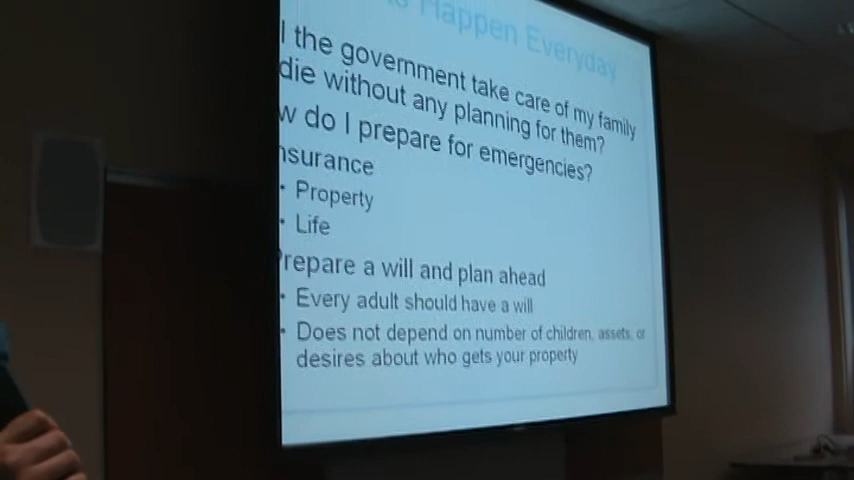 Happen Everyday
the government take care of my family
die without any planning for them?
do I prepare for emergencies?
nsurance
• Property
• Life
repare a will and plan ahead
• Every adult should have a will
• Does not depend on number of children, assets, or
desires about who gets your property